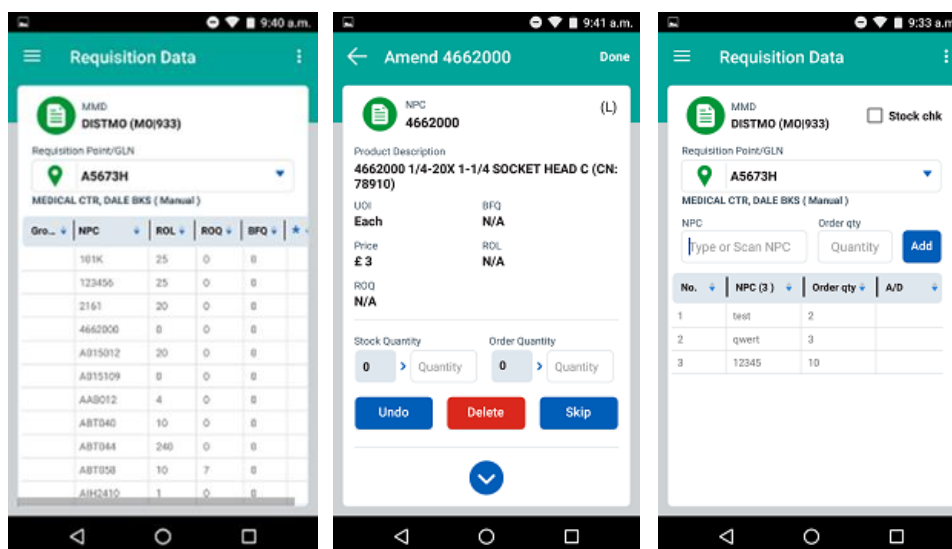 9:40 a.m.
Requisition Data
MMD
DISTMO (MO|933)
Requisition Point/GLN
A5673H
MEDICAL CTR, DALE BKS ( Manual )
Gro... NPC ROL ROQ BFQ
101K 25 0 0
123456 25 0 0
2161 20 0 0
4662000 0 0 0
A015012 20 0 0
A015109 0 0 0
AAB012 4 0 0
ABT040 10 0 0
ABT044 240 0 0
ABT058 10 7 0
AIH2410 1 0 0
9:41 a.m.
Amend 4662000 Done
NPC (L)
4662000
Product Description
4662000 1/4-20X 1-1/4 SOCKET HEAD C (CN:
78910)
UOI BFQ
Each N/A
Price ROL
£ 3 N/A
ROQ
N/A
Stock Quantity Order Quantity
0 > Quantity 0 > Quantity
Undo Delete Skip
9:33 a.m
Requisition Data
MMD
DISTMO (MO|933) Stock chk
Requisition Point/GLN
A5673H
MEDICAL CTR, DALE BKS ( Manual )
NPC Order qty
Type or Scan NPC Quantity Add
No. NPC (3 ) Order qty A/D
1 test 2
2 qwert 3
3 12345 10